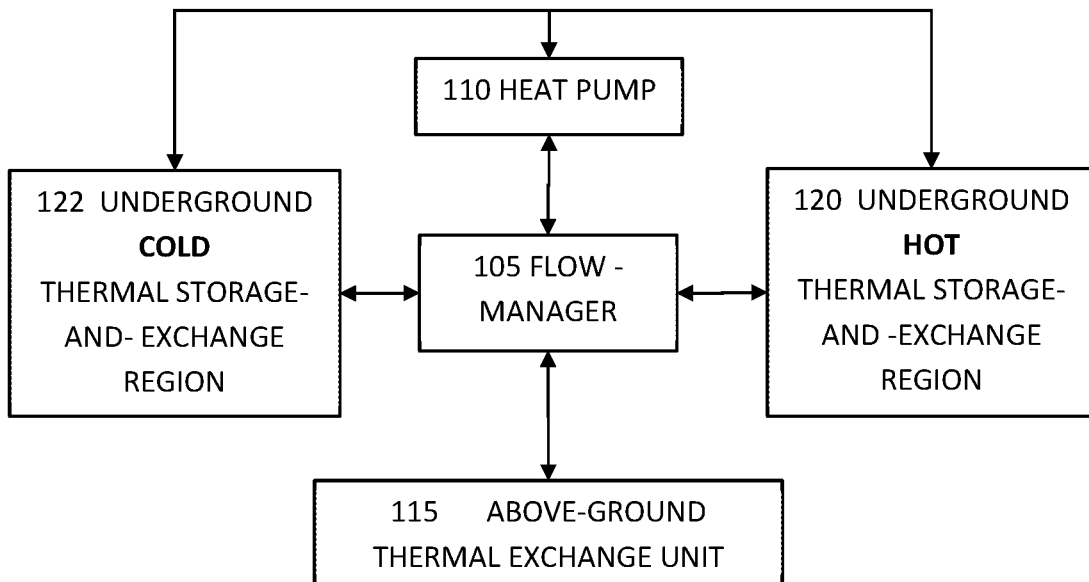 110 HEAT PUMP
122 UNDERGROUND
COLD
THERMAL STORAGE-
AND- EXCHANGE
REGION
105 FLOW -
MANAGER
120 UNDERGROUND
HOT
THERMAL STORAGE-
AND -EXCHANGE
REGION
115 ABOVE-GROUND
THERMAL EXCHANGE UNIT